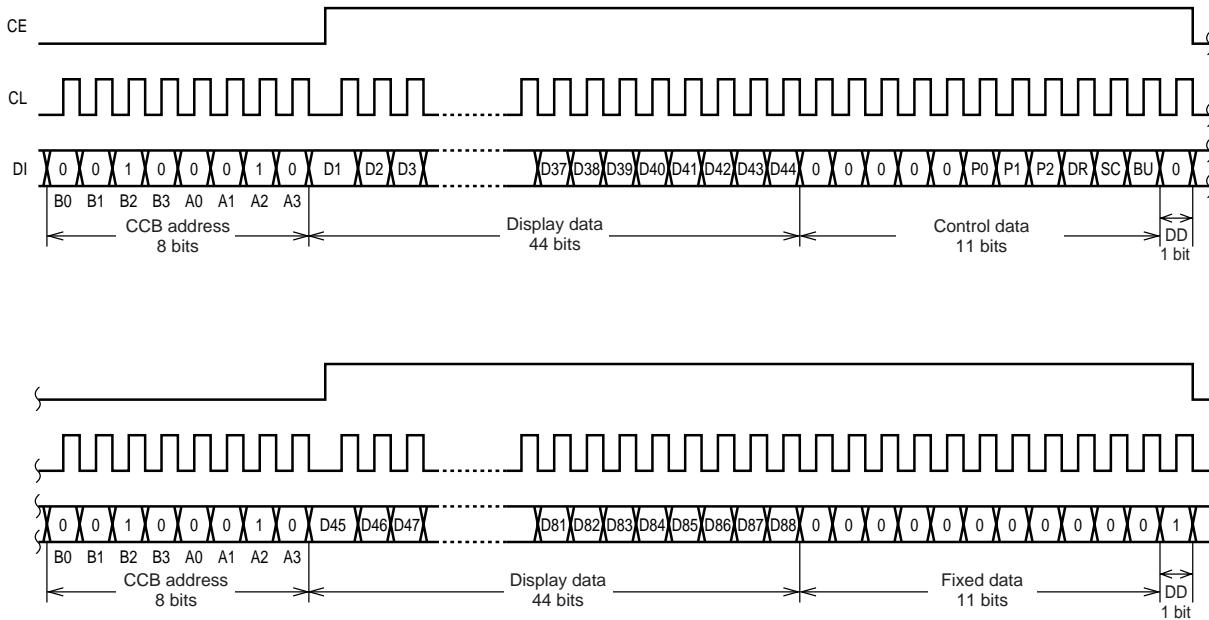 CE
CL
DI 0 0 1 0 0 0 1 0 D1 D2 D3 D37 D38 D39 D40 D41 D42 D43 D44 0 0 0 0 0 P0 P1 P2 DR SC BU 0
B0 B1 B2 B3 A0 A1 A2 A3
CCB address
8 bits
Display data
44 bits
Control data
11 bits
DD
1 bit
0 0 1 0 0 0 1 0 D45 D46 D47 D81 D82 D83 D84 D85 D86 D87 D88 0 0 0 0 0 0 0 0 0 0 0 1
B0 B1 B2 B3 A0 A1 A2 A3
CCB address
8 bits
Display data
44 bits
Fixed data
11 bits
DD
1 bit